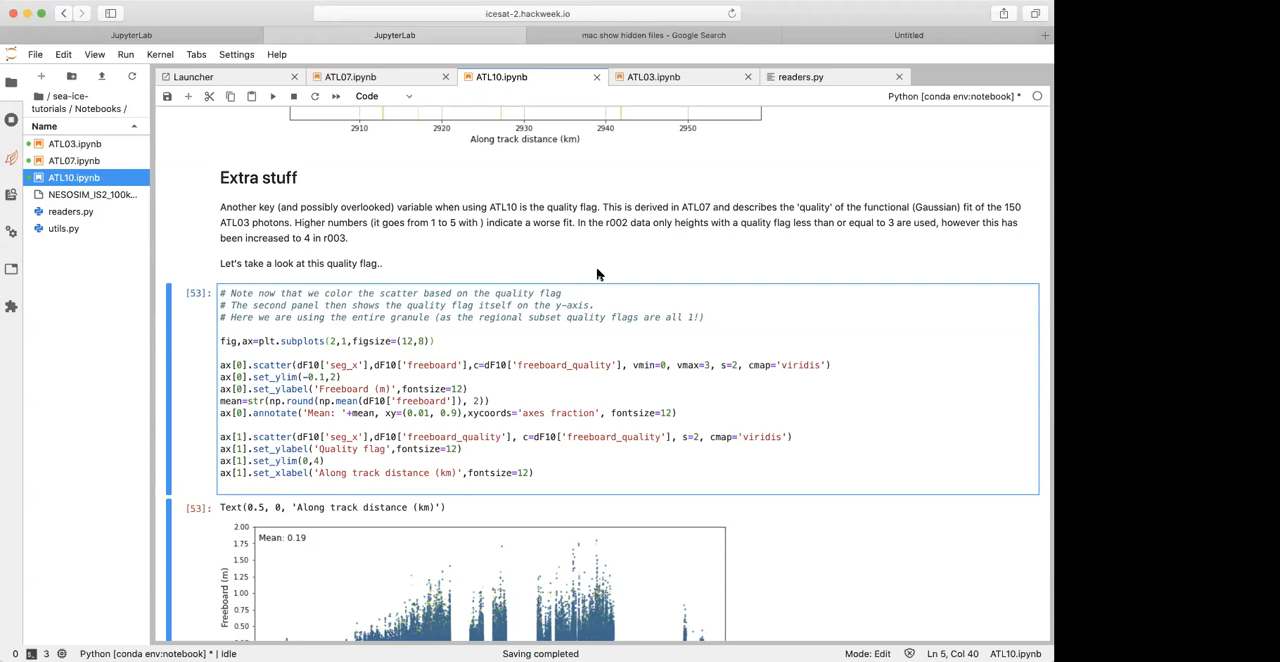 icesat-2.hackweek.io
JupyterLab
JupyterLab
mac show hidden files - Google Search
Untitled
File Edit View Run Kernel Tabs Settings Help
Launcher
ATL07.ipynb
ATL10.ipynb
ATL03.ipynb
readers.py
/ sea-ice-
tutorials / Notebooks /
Code
Python [conda env:notebook] *
Name
ATL03.ipynb
ATL07.ipynb
ATL10.ipynb
NESOSIM_IS2_100k...
readers.py
utils.py
2910 2920 2930 2940 2950
Along track distance (km)
Extra stuff
Another key (and possibly overlooked) variable when using ATL10 is the quality flag. This is derived in ATL07 and describes the 'quality' of the functional (Gaussian) fit of the 150
ATL03 photons. Higher numbers (it goes from 1 to 5 with ) indicate a worse fit. In the r002 data only heights with a quality flag less than or equal to 3 are used, however this has
been increased to 4 in r003.
Let's take a look at this quality flag..
[53]:
# Note now that we color the scatter based on the quality flag
# The second panel then shows the quality flag itself on the y-axis.
# Here we are using the entire granule (as the regional subset quality flags are all 1!)
fig,ax=plt.subplots(2,1,figsize=(12,8))
ax[0].scatter(dF10['seg_x'],dF10['freeboard'],c=dF10['freeboard_quality'], vmin=0, vmax=3, s=2, cmap='viridis')
ax[0].set_ylim(-0.1,2)
ax[0].set_ylabel('Freeboard (m)',fontsize=12)
mean=str(np.round(np.mean(dF10['freeboard']), 2))
ax[0].annotate('Mean: '+mean, xy=(0.01, 0.9),xycoords='axes fraction', fontsize=12)
ax[1].scatter(dF10['seg_x'],dF10['freeboard_quality'], c=dF10['freeboard_quality'], s=2, cmap='viridis')
ax[1].set_ylabel('Quality flag',fontsize=12)
ax[1].set_ylim(0,4)
ax[1].set_xlabel('Along track distance (km)',fontsize=12)
[53]: Text(0.5, 0, 'Along track distance (km)')
2.00
Mean: 0.19
1.75
1.50
1.25
1.00
0.75
0.50
Freeboard (m)
0 3 Python [conda env:notebook] * | Idle
Saving completed
Mode: Edit
Ln 5, Col 40
ATL10.ipynb